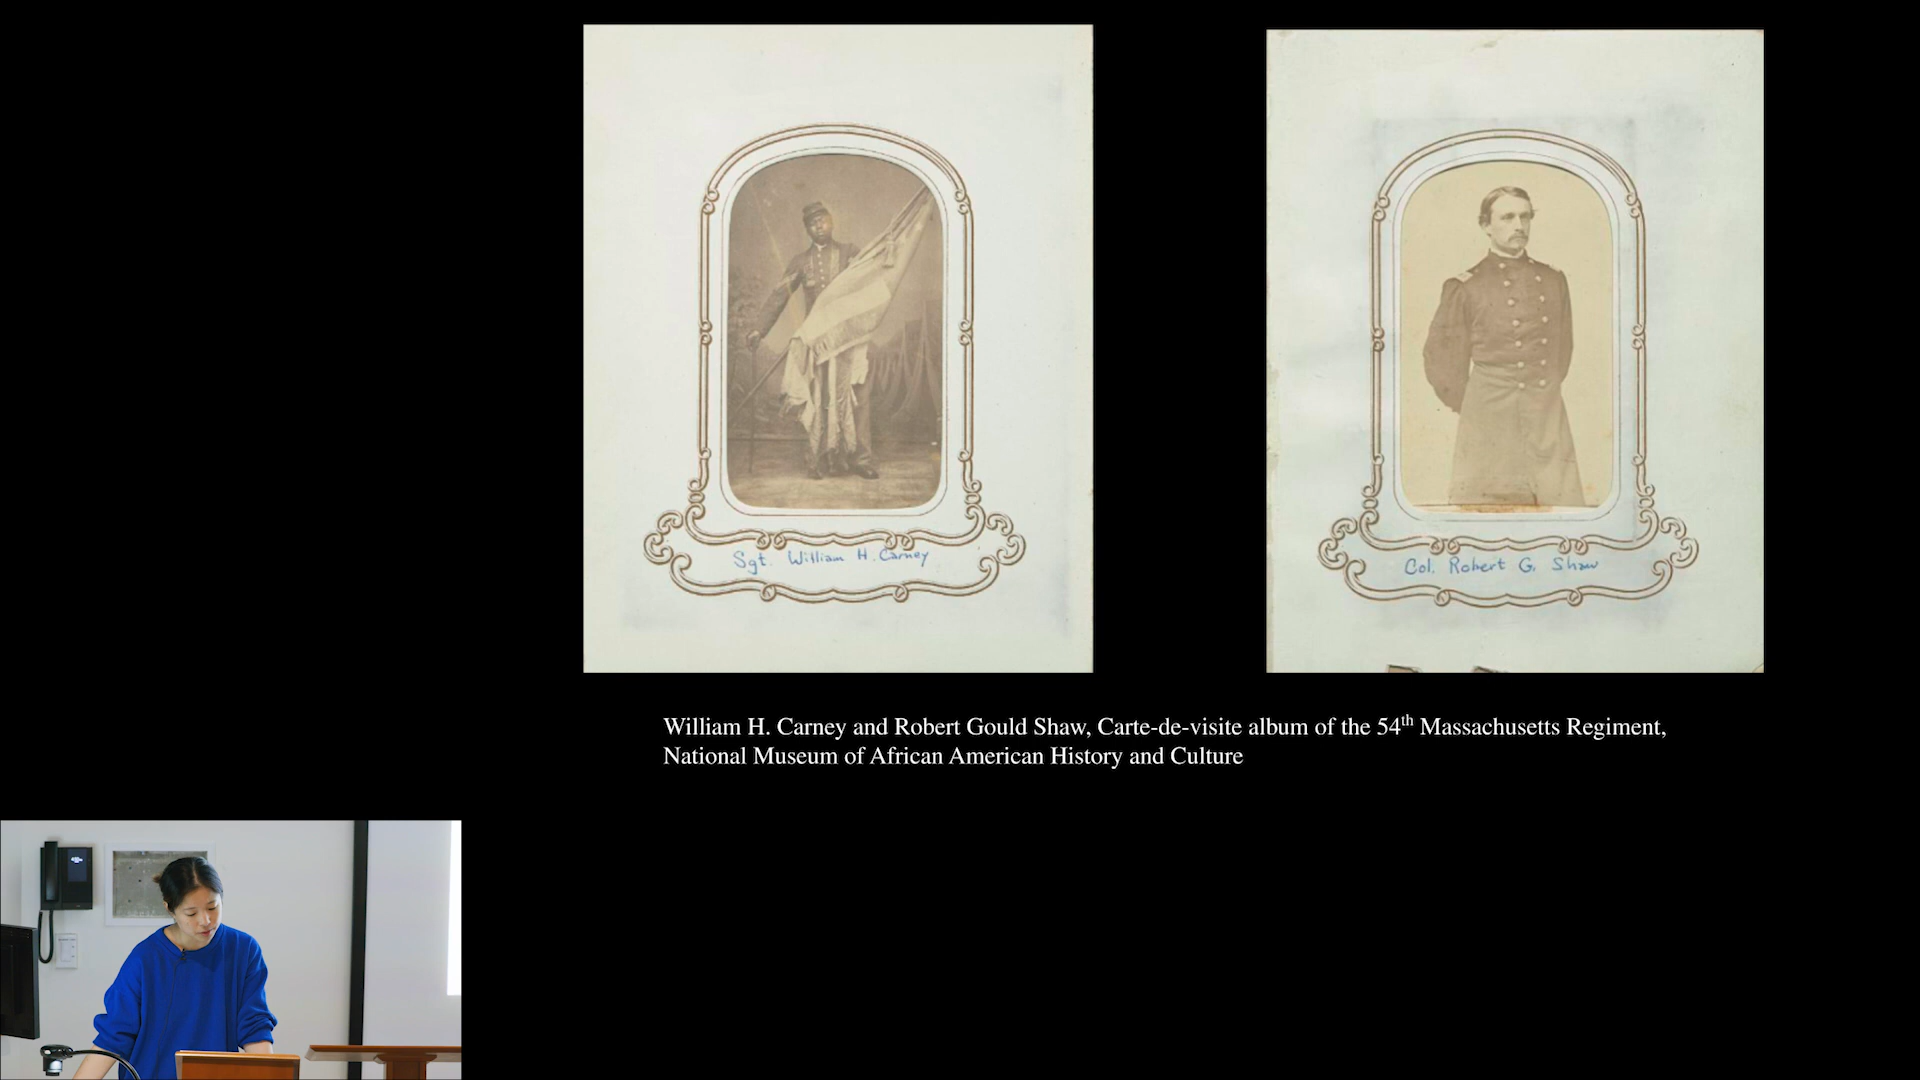 Sgt. William H. Carney
Col. Robert G. Shaw
William H. Carney and Robert Gould Shaw, Carte-de-visite album of the 54th Massachusetts Regiment,
National Museum of African American History and Culture